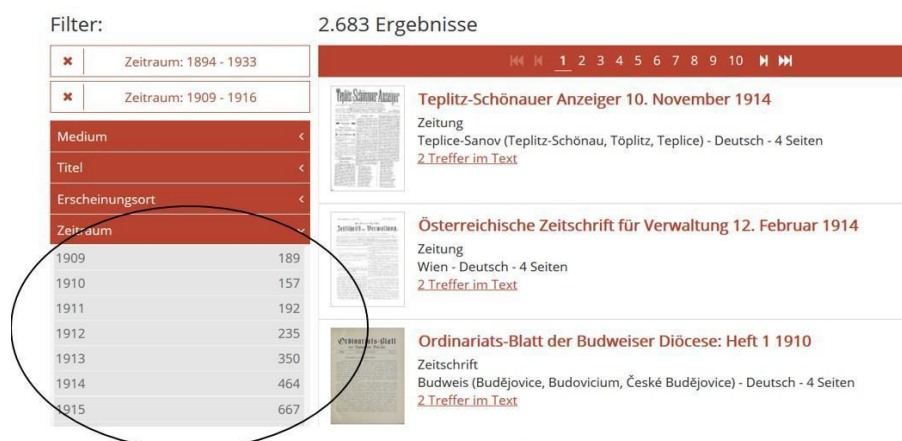 Filter:
✖ Zeitraum: 1894 - 1933
✖ Zeitraum: 1909 - 1916
Medium
Titel
Erscheinungsort
Zeitraum
1909 189
1910 157
1911 192
1912 235
1913 350
1914 464
1915 667
2.683 Ergebnisse
1 2 3 4 5 6 7 8 9 10
Teplitz-Schönauer Anzeiger
Teplitz-Schönauer Anzeiger 10. November 1914
Zeitung
Teplice-Sanov (Teplitz-Schönau, Töplitz, Teplice) - Deutsch - 4 Seiten
2 Treffer im Text
Österreichische Zeitschrift für Verwaltung 12. Februar 1914
Zeitung
Wien - Deutsch - 4 Seiten
2 Treffer im Text
Ordinariats-Blatt
Ordinariats-Blatt der Budweiser Diöcese: Heft 1 1910
Zeitschrift
Budweis (Budějovice, Budovicium, České Budějovice) - Deutsch - 4 Seiten
2 Treffer im Text